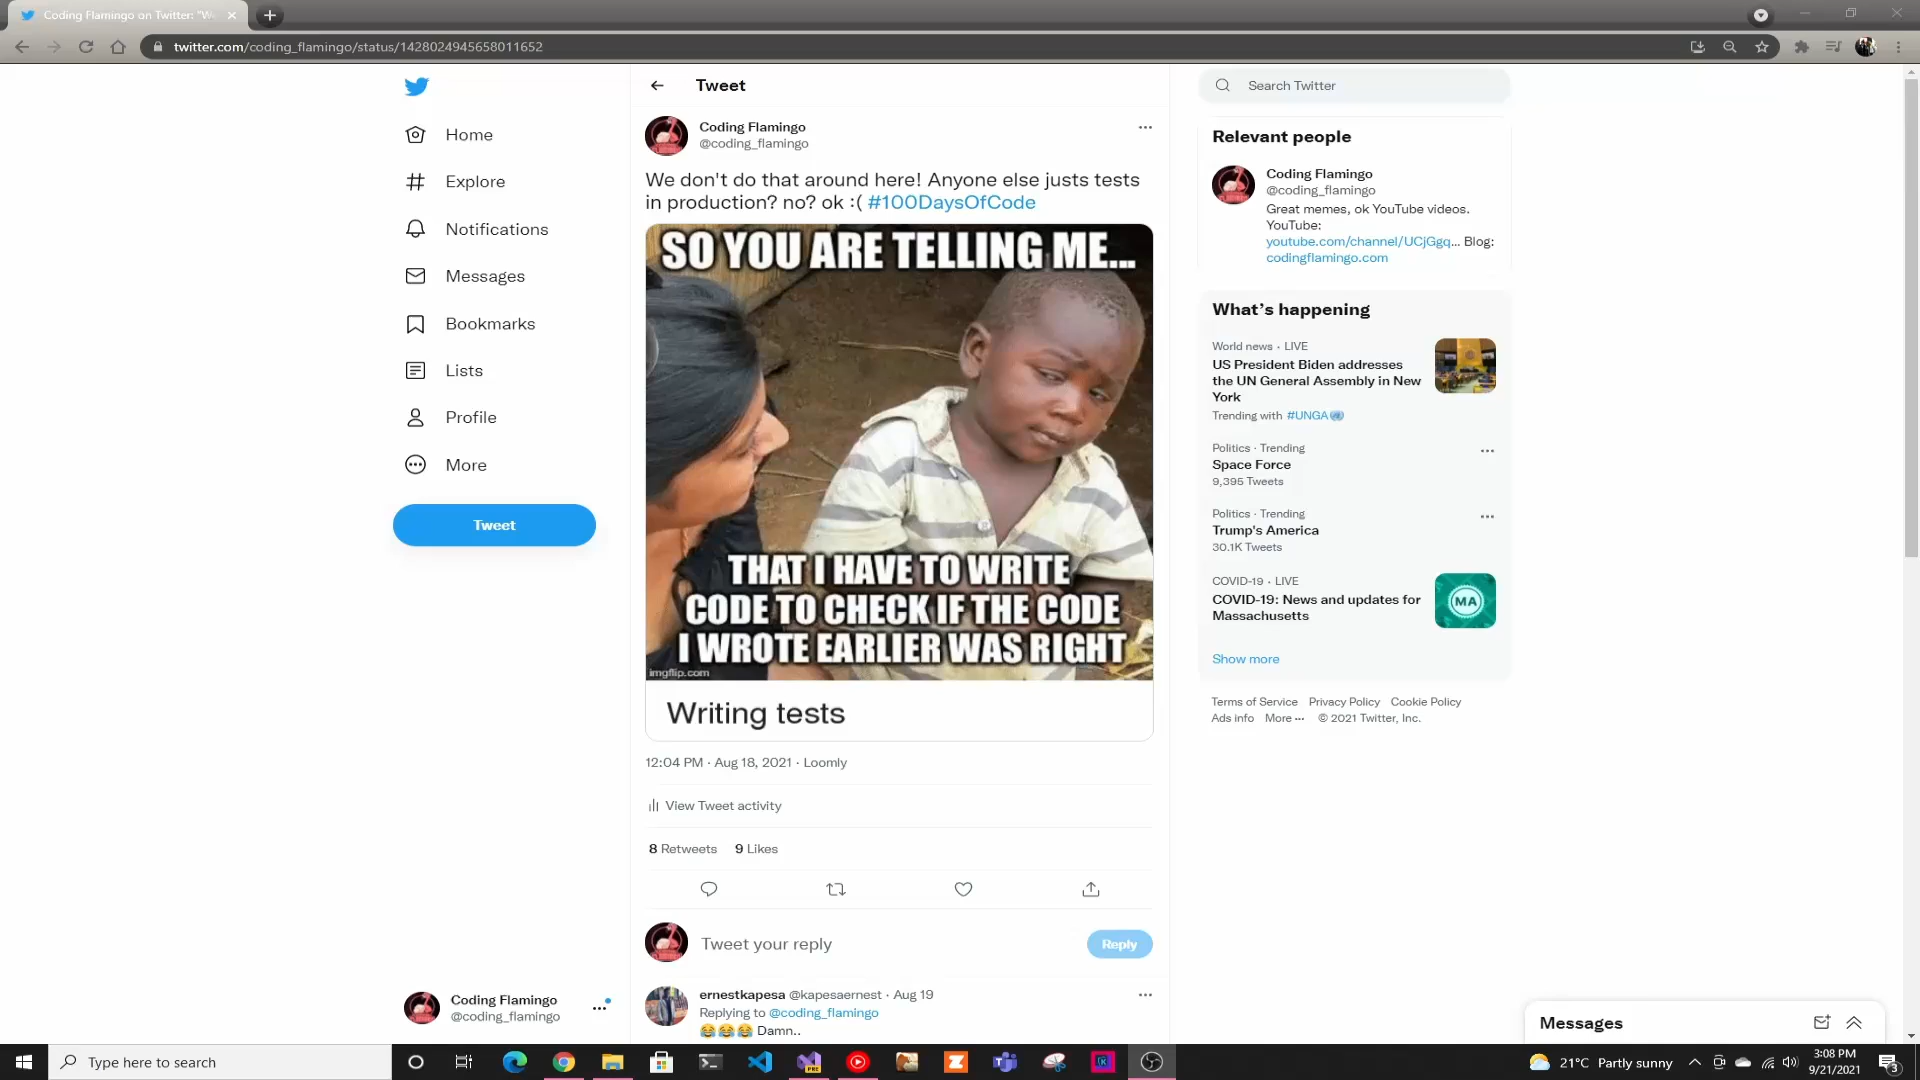 Coding Flamingo on Twitter: "We
twitter.com/coding_flamingo/status/1428024945658011652
Home
Explore
Notifications
Messages
Bookmarks
Lists
Profile
More
Tweet
Coding Flamingo
@coding_flamingo
Tweet
Coding Flamingo
@coding_flamingo
We don't do that around here! Anyone else justs tests
in production? no? ok :( #100DaysOfCode
SO YOU ARE TELLING ME...
THAT I HAVE TO WRITE
CODE TO CHECK IF THE CODE
I WROTE EARLIER WAS RIGHT
imgflip.com
Writing tests
12:04 PM · Aug 18, 2021 · Loomly
View Tweet activity
8 Retweets 9 Likes
Tweet your reply
Reply
ernestkapesa @kapesaernest · Aug 19
Replying to @coding_flamingo
😂😂😂 Damn..
Search Twitter
Relevant people
Coding Flamingo
@coding_flamingo
Great memes, ok YouTube videos.
YouTube:
youtube.com/channel/UCjGgq... Blog:
codingflamingo.com
What's happening
World news · LIVE
US President Biden addresses
the UN General Assembly in New
York
Trending with #UNGA
Politics · Trending
Space Force
9,395 Tweets
Politics · Trending
Trump's America
30.1K Tweets
COVID-19 · LIVE
COVID-19: News and updates for
Massachusetts
MA
Show more
Terms of Service Privacy Policy Cookie Policy
Ads info More ··· © 2021 Twitter, Inc.
Messages
Type here to search
PRE
21°C Partly sunny
3:08 PM
9/21/2021
3